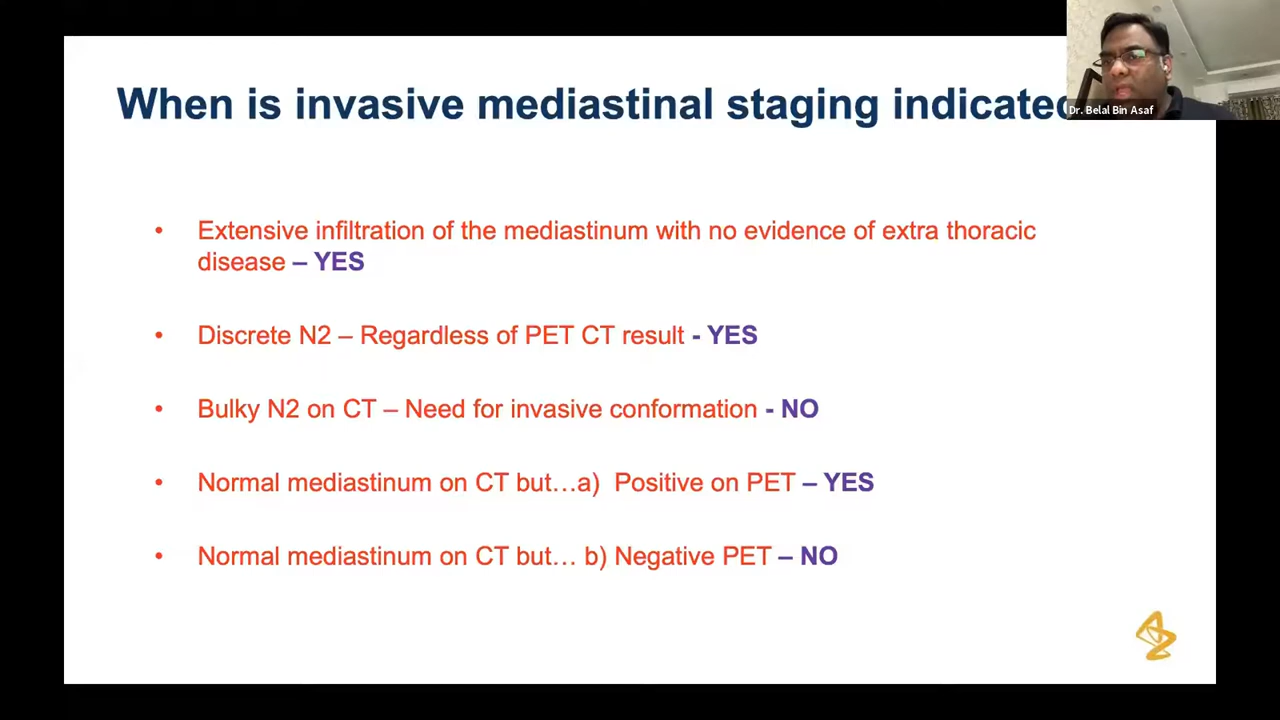 When is invasive mediastinal staging indicated
Dr. Belal Bin Asaf
• Extensive infiltration of the mediastinum with no evidence of extra thoracic
disease – YES
• Discrete N2 – Regardless of PET CT result - YES
• Bulky N2 on CT – Need for invasive conformation - NO
• Normal mediastinum on CT but…a) Positive on PET – YES
• Normal mediastinum on CT but… b) Negative PET – NO